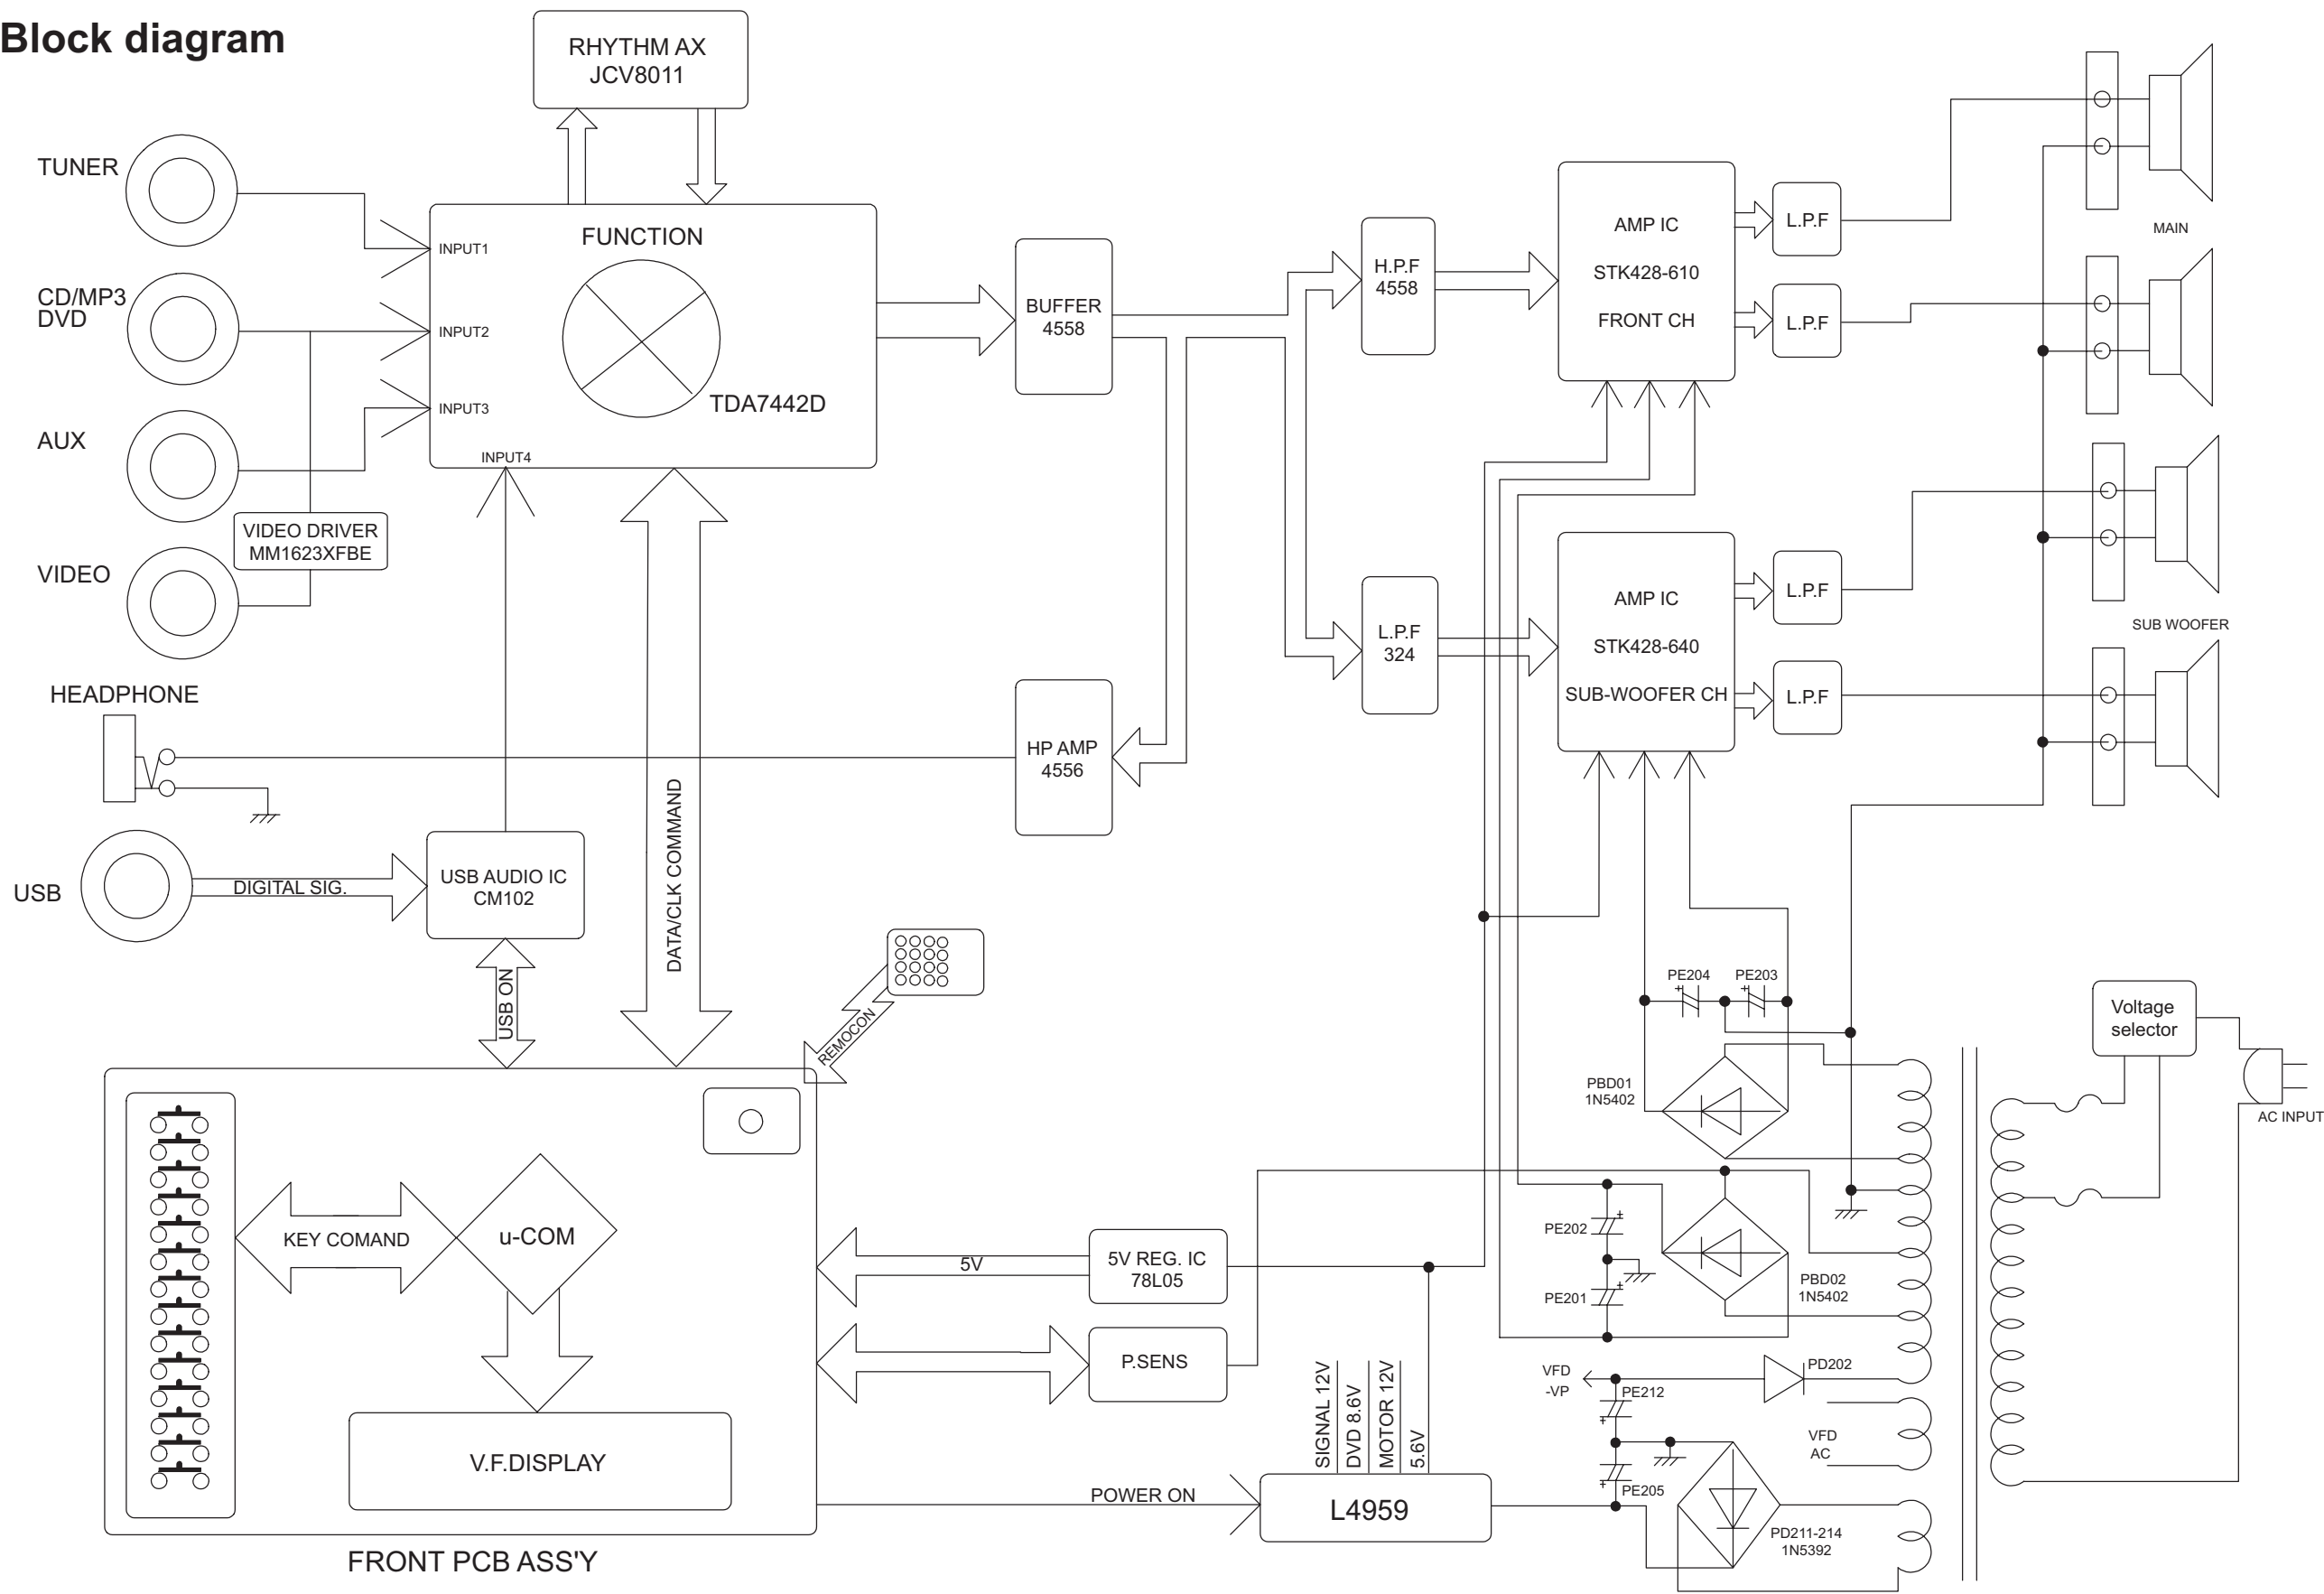 Block diagram
RHYTHM AX
JCV8011
TUNER
CD/MP3
DVD
AUX
VIDEO
VIDEO DRIVER
MM1623XFBE
INPUT1
INPUT2
INPUT3
INPUT4
FUNCTION
TDA7442D
BUFFER
4558
H.P.F
4558
L.P.F
324
AMP IC
STK428-610
FRONT CH
L.P.F
L.P.F
MAIN
AMP IC
STK428-640
SUB-WOOFER CH
L.P.F
L.P.F
SUB WOOFER
HEADPHONE
HP AMP
4556
USB
DIGITAL SIG.
USB AUDIO IC
CM102
USB ON
DATA/CLK COMMAND
REMOCON
KEY COMAND
u-COM
V.F.DISPLAY
FRONT PCB ASS'Y
5V
5V REG. IC
78L05
P.SENS
POWER ON
L4959
SIGNAL 12V
DVD 8.6V
MOTOR 12V
5.6V
PE204
PE203
PBD01
1N5402
PE202
PE201
PBD02
1N5402
VFD
-VP
PD202
PE212
PE205
VFD
AC
PD211-214
1N5392
Voltage
selector
AC INPUT